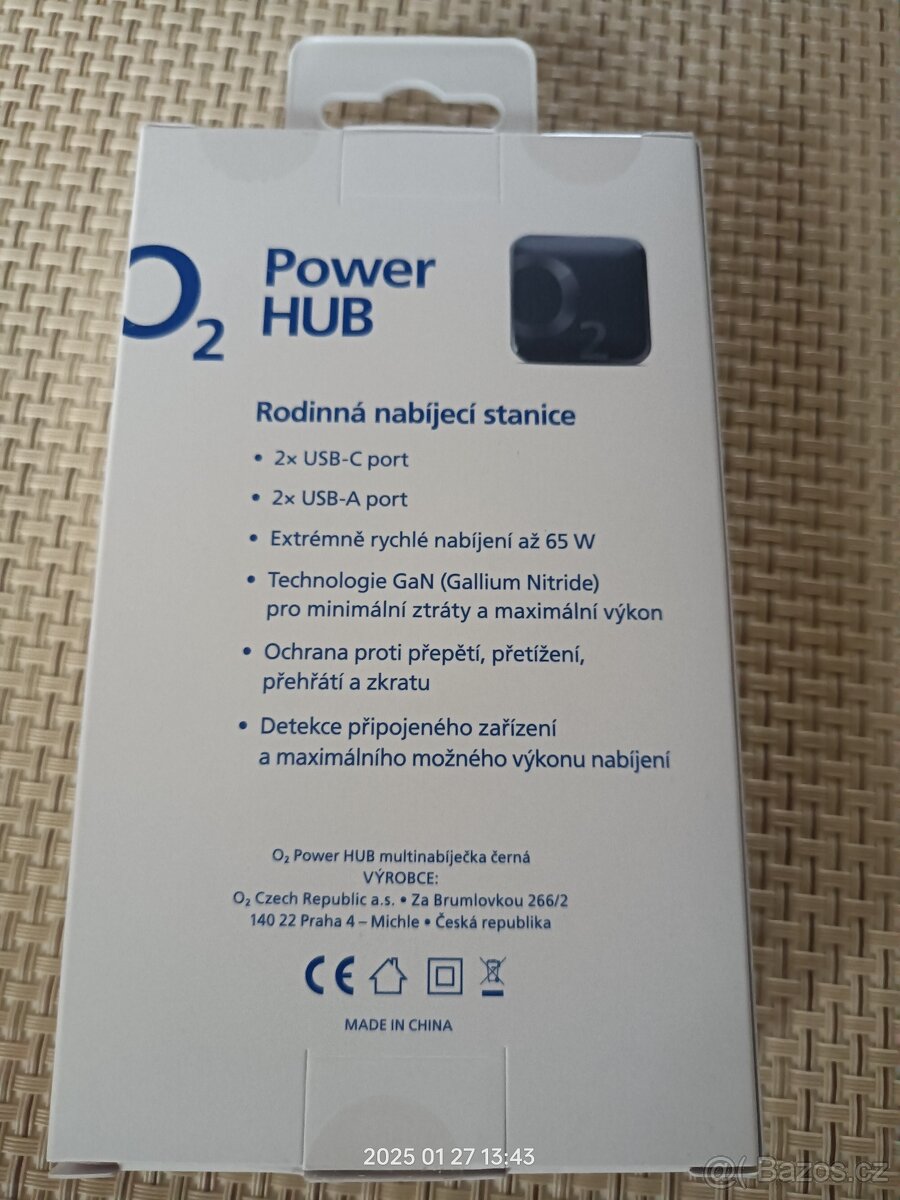 O2
Power
HUB
O2
Rodinná nabíjecí stanice
• 2× USB-C port
• 2× USB-A port
• Extrémně rychlé nabíjení až 65 W
• Technologie GaN (Gallium Nitride)
pro minimální ztráty a maximální výkon
• Ochrana proti přepětí, přetížení,
přehřátí a zkratu
• Detekce připojeného zařízení
a maximálního možného výkonu nabíjení
O₂ Power HUB multinabíječka černá
VÝROBCE:
O₂ Czech Republic a.s. • Za Brumlovkou 266/2
140 22 Praha 4 – Michle • Česká republika
CE
MADE IN CHINA
2025 01 27 13:43
@( Bazos.cz